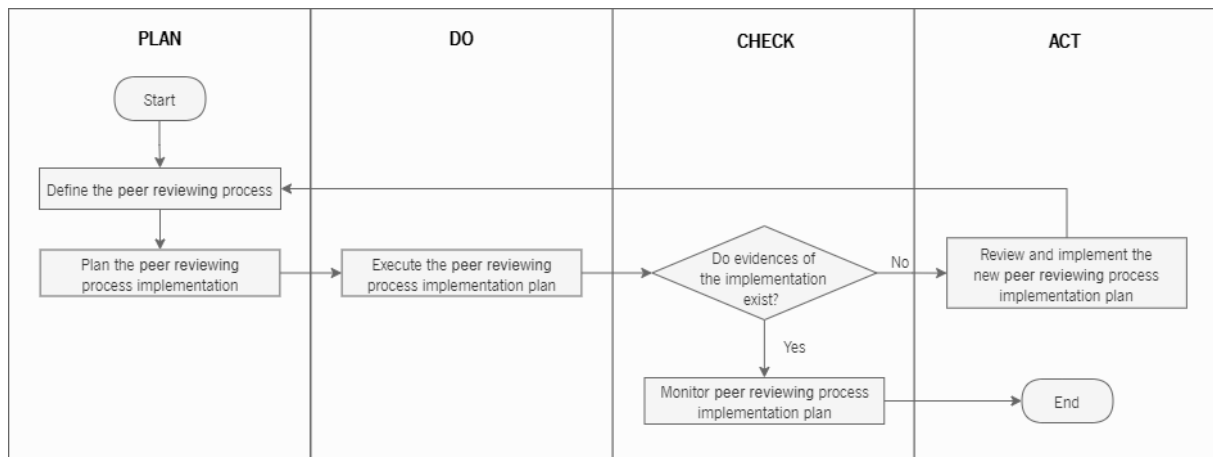 PLAN
DO
CHECK
ACT
Start
Define the peer reviewing process
Plan the peer reviewing
process implementation
Execute the peer reviewing
process implementation plan
Do evidences of
the implementation
exist?
No
Review and implement the
new peer reviewing process
implementation plan
Yes
Monitor peer reviewing process
implementation plan
End